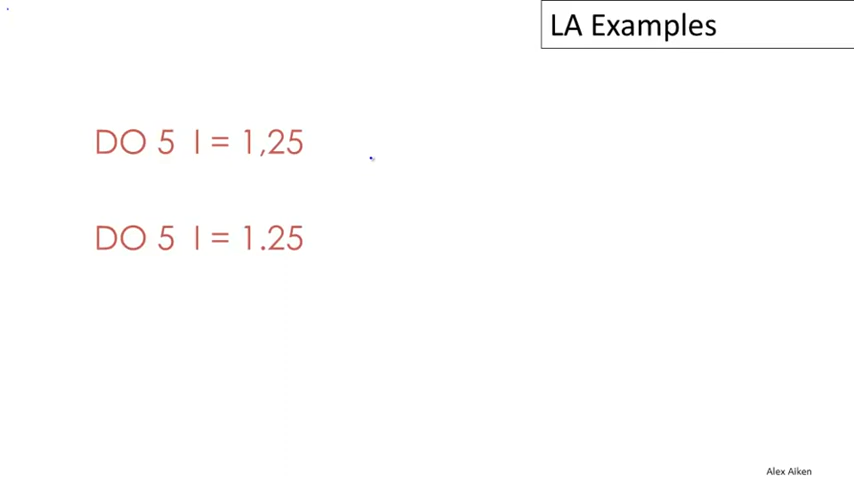 LA Examples
DO 5 I = 1,25
DO 5 I = 1.25
Alex Aiken